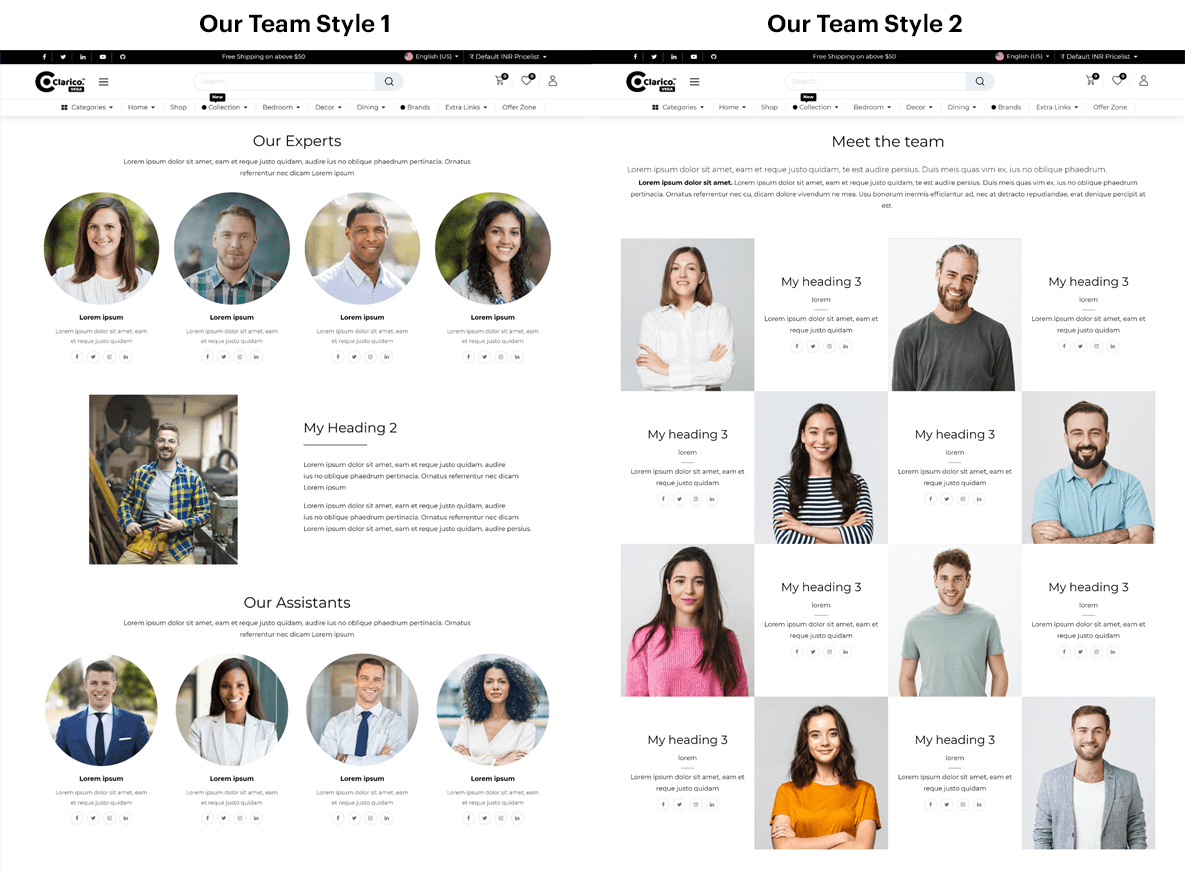 Our Team Style 1
Free Shipping on above $50
English (US)
₹ Default INR Pricelist
Clarico
VEGA
Search...
0
0
New
Categories
Home
Shop
Collection
Bedroom
Decor
Dining
Brands
Extra Links
Offer Zone
Our Experts
Lorem ipsum dolor sit amet, eam et reque justo quidam, audire ius no oblique phaedrum pertinacia. Ornatus
referrentur nec dicam Lorem ipsum
Lorem ipsum
Lorem ipsum dolor sit amet, eam
et reque justo quidam
Lorem ipsum
Lorem ipsum dolor sit amet, eam
et reque justo quidam
Lorem ipsum
Lorem ipsum dolor sit amet, eam
et reque justo quidam
Lorem ipsum
Lorem ipsum dolor sit amet, eam
et reque justo quidam
My Heading 2
Lorem ipsum dolor sit amet, eam et reque justo quidam, audire
ius no oblique phaedrum pertinacia. Ornatus referrentur nec dicam
Lorem ipsum
Lorem ipsum dolor sit amet, eam et reque justo quidam, audire
ius no oblique phaedrum pertinacia. Ornatus referrentur nec dicam
Lorem ipsum dolor sit amet, eam et reque justo quidam, audire persius.
Our Assistants
Lorem ipsum dolor sit amet, eam et reque justo quidam, audire ius no oblique phaedrum pertinacia. Ornatus
referrentur nec dicam Lorem ipsum
Lorem ipsum
Lorem ipsum dolor sit amet, eam
et reque justo quidam
Lorem ipsum
Lorem ipsum dolor sit amet, eam
et reque justo quidam
Lorem ipsum
Lorem ipsum dolor sit amet, eam
et reque justo quidam
Lorem ipsum
Lorem ipsum dolor sit amet, eam
et reque justo quidam
Our Team Style 2
Free Shipping on above $50
English (US)
₹ Default INR Pricelist
Clarico
VEGA
Search...
0
0
New
Categories
Home
Shop
Collection
Bedroom
Decor
Dining
Brands
Extra Links
Offer Zone
Meet the team
Lorem ipsum dolor sit amet, eam et reque justo quidam, te est audire persius. Duis meis quas vim ex, ius no oblique phaedrum.
Lorem ipsum dolor sit amet. Lorem ipsum dolor sit amet, eam et reque justo quidam, te est audire persius. Duis meis quas vim ex, ius no oblique phaedrum
pertinacia. Ornatus referrentur nec cu, dicam dolore vivendum ne mea. Usu bonorum inermis efficiantur ad, nec at detracto repudiandae, erat denique percipit at
est.
My heading 3
lorem
Lorem ipsum dolor sit amet, eam et
reque justo quidam
My heading 3
lorem
Lorem ipsum dolor sit amet, eam et
reque justo quidam
My heading 3
lorem
Lorem ipsum dolor sit amet, eam et
reque justo quidam
My heading 3
lorem
Lorem ipsum dolor sit amet, eam et
reque justo quidam
My heading 3
lorem
Lorem ipsum dolor sit amet, eam et
reque justo quidam
My heading 3
lorem
Lorem ipsum dolor sit amet, eam et
reque justo quidam
My heading 3
lorem
Lorem ipsum dolor sit amet, eam et
reque justo quidam
My heading 3
lorem
Lorem ipsum dolor sit amet, eam et
reque justo quidam